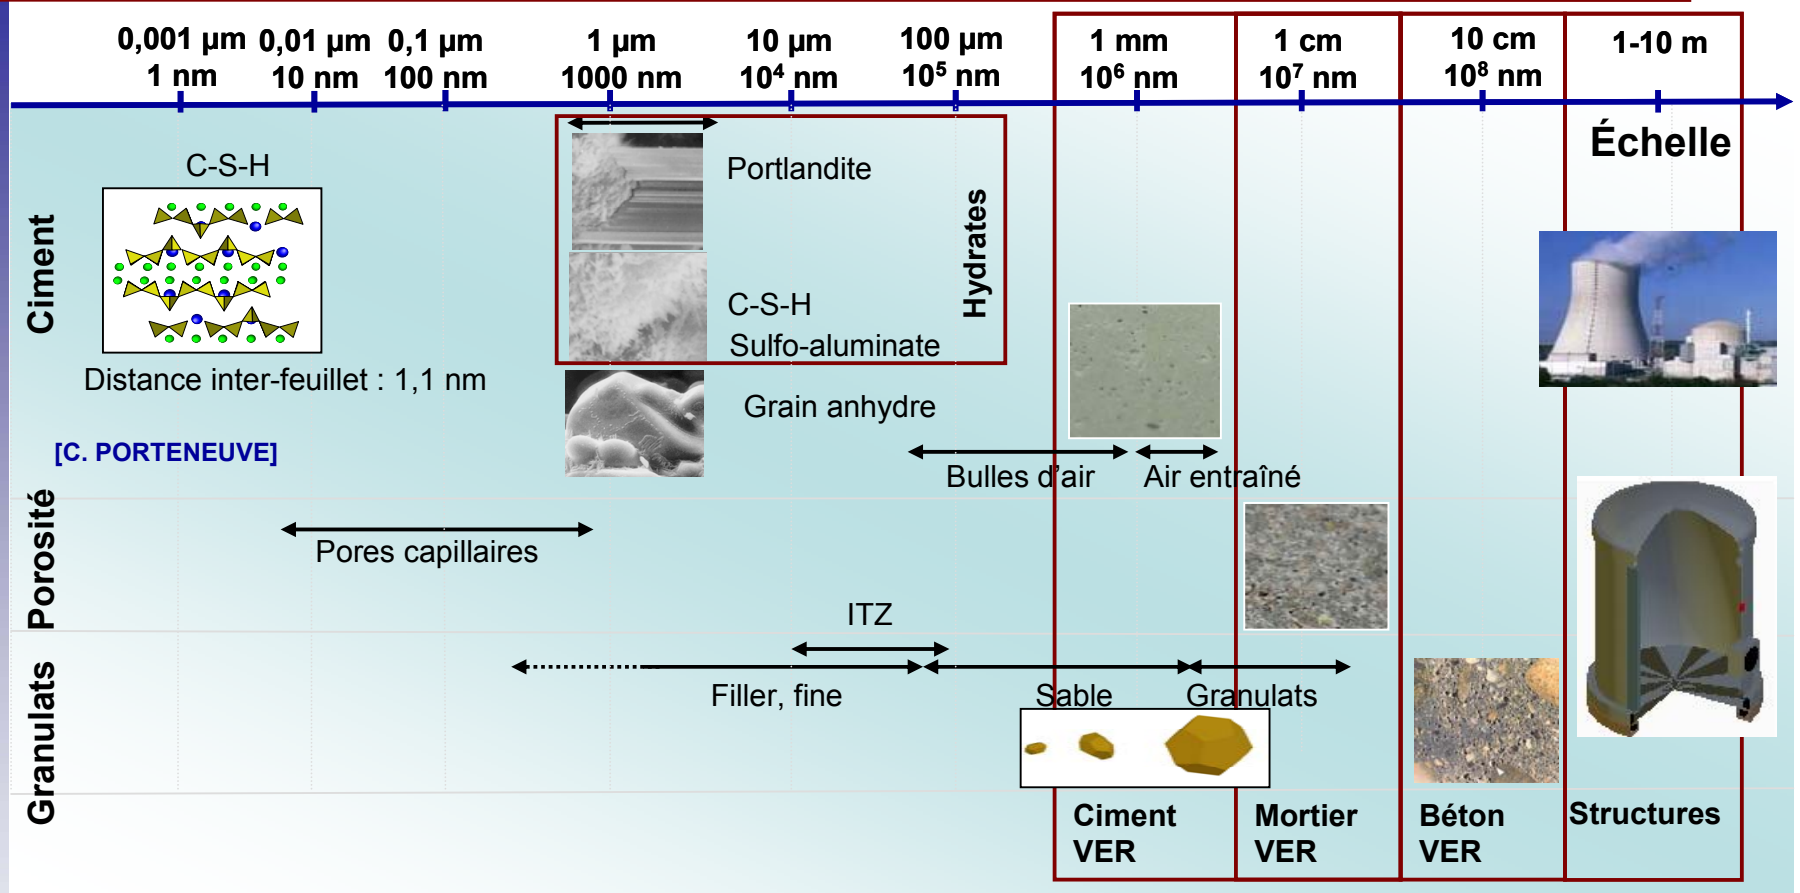 0,001 µm 0,01 µm 0,1 µm 1 µm 10 µm 100 µm 1 mm 1 cm 10 cm 1-10 m
1 nm 10 nm 100 nm 1000 nm 10⁴ nm 10⁵ nm 10⁶ nm 10⁷ nm 10⁸ nm
Échelle
Ciment
C-S-H
Distance inter-feuillet : 1,1 nm
[C. PORTENEUVE]
Portlandite
C-S-H
Sulfo-aluminate
Hydrates
Grain anhydre
Bulles d'air
Air entraîné
Porosité
Pores capillaires
ITZ
Granulats
Filler, fine
Sable
Granulats
Ciment
VER
Mortier
VER
Béton
VER
Structures